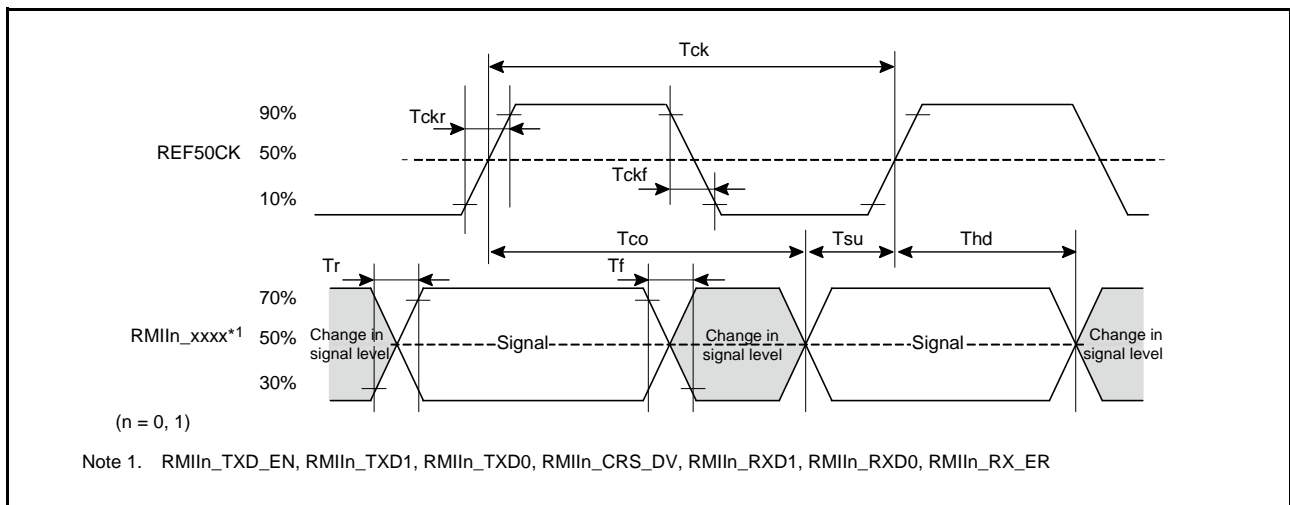 Tck
90%
Tckr
REF50CK
50%
Tckf
10%
Tco
Tsu
Thd
Tr
Tf
70%
RMIIn_xxxx*1
50%
Change in
signal level
Signal
Change in
signal level
Signal
Change in
signal level
30%
(n = 0, 1)
Note 1. RMIIn_TXD_EN, RMIIn_TXD1, RMIIn_TXD0, RMIIn_CRS_DV, RMIIn_RXD1, RMIIn_RXD0, RMIIn_RX_ER